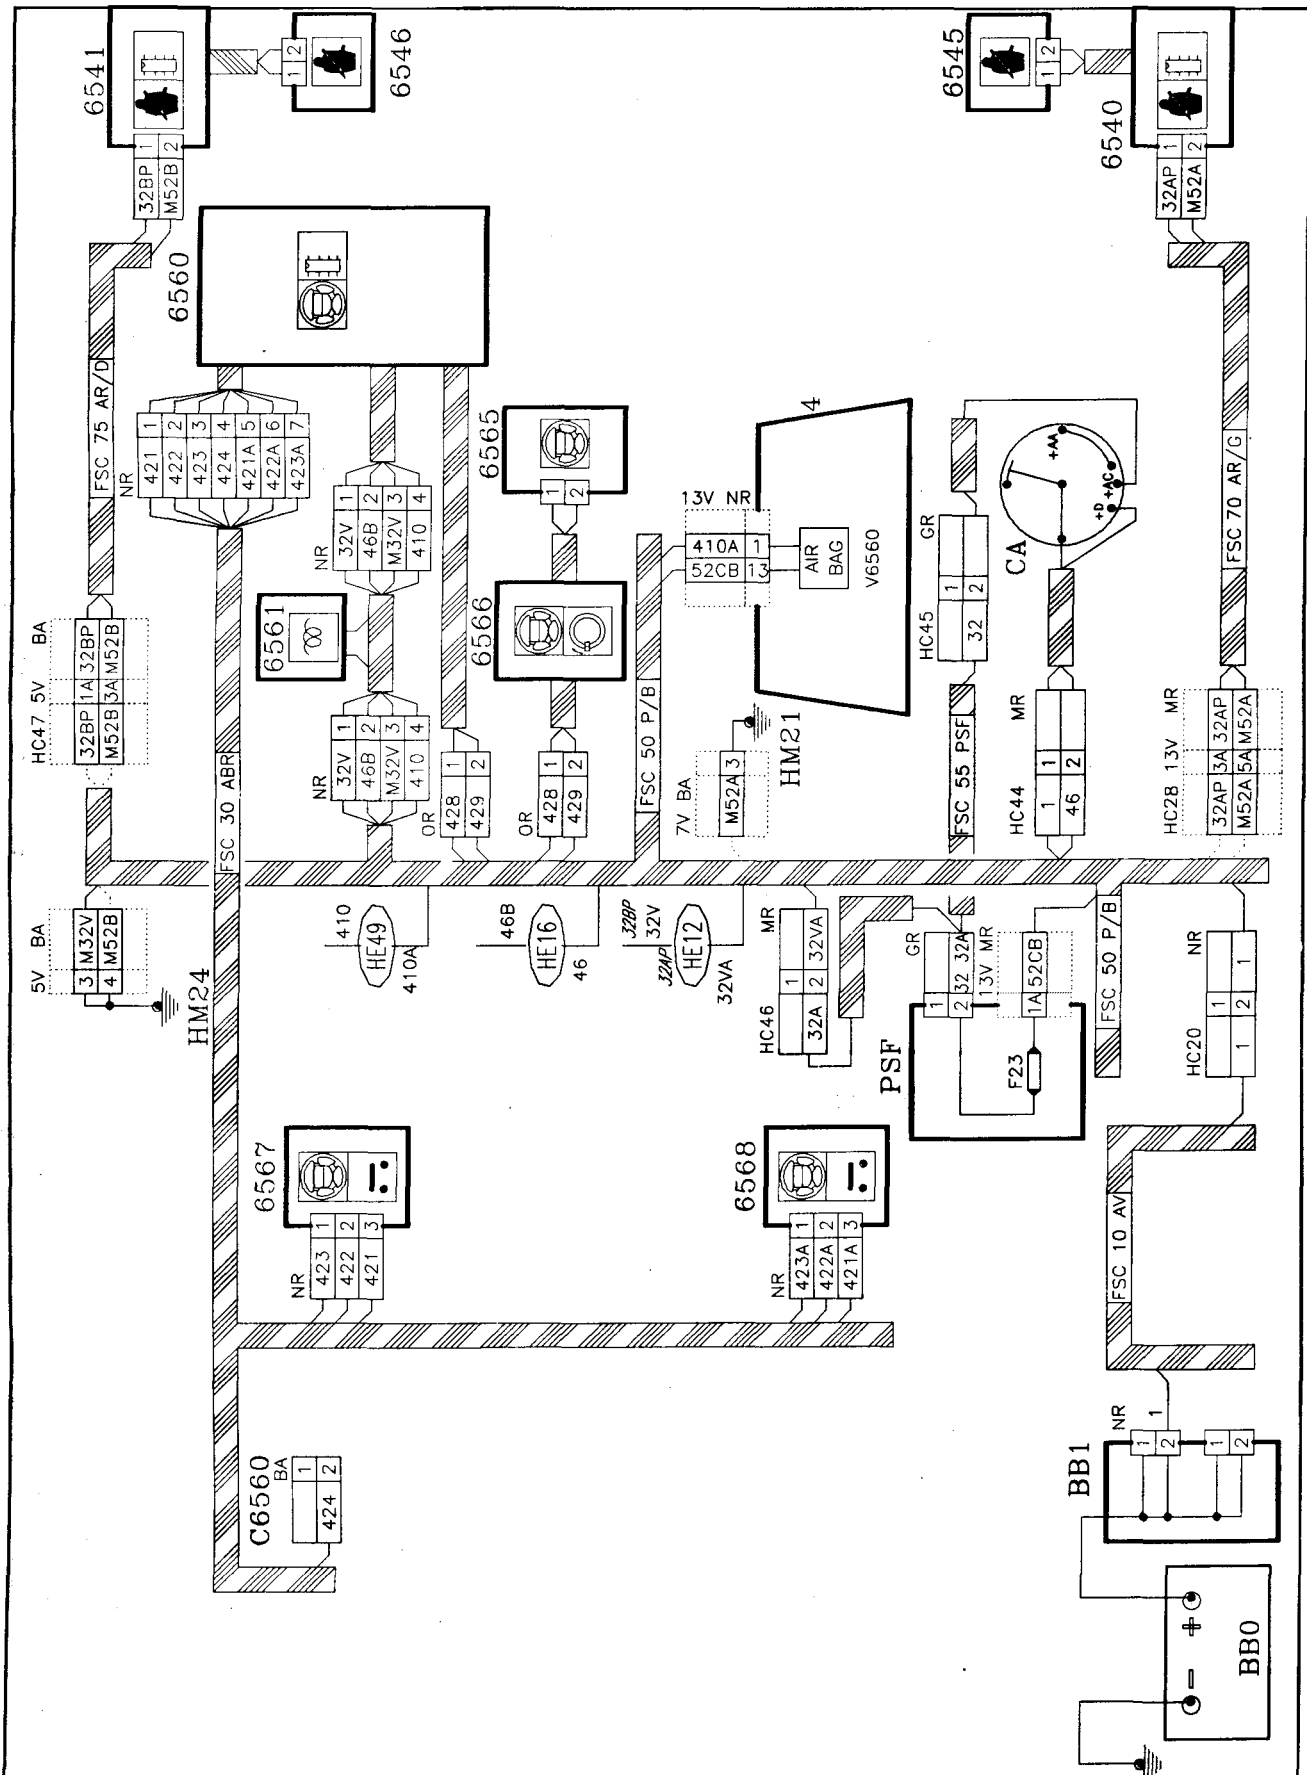 6541
1
2
32BP
M52B
1 2
6546
6545
1 2
6540
1
2
32AP
M52A
6560
FSC 75 AR/D
NR
421 1
422 2
423 3
424 4
421A 5
422A 6
423A 7
NR
32V 1
46B 2
M32V 3
410 4
6565
1
2
13V NR
410A 1
52CB 13
4
AIR
BAG
V6560
GR
1
2
32
HC45
CA
+AA
+AC
+D
FSC 70 AR/G
HC47 5V BA
32BP 1A 32BP
M52B 3A M52B
FSC 30 ABR
6561
NR
32V 1
46B 2
M32V 3
410 4
6566
OR
428 1
429 2
OR
428 1
429 2
FSC 50 P/B
7V BA
M52A 3
HM21
FSC 55 PSF
HC44 MR
1 1
46 2
HC28 13V MR
32AP 3A 32AP
M52A 5A M52A
5V BA
3 M32V
4 M52B
HM24
410
HE49
410A
46B
HE16
46
32BP
32V
32AP
HE12
32VA
HC46 MR
1
32A 2 32VA
GR
1
2 32 32A
13V MR
1A 52CB
PSF
F23
FSC 50 P/B
HC20 NR
1
1 2 1
6567
NR
423 1
422 2
421 3
6568
NR
423A 1
422A 2
421A 3
FSC 10 AV
C6560
BA
1
424 2
BB1
NR
1
1
2
1
2
BB0
+
-